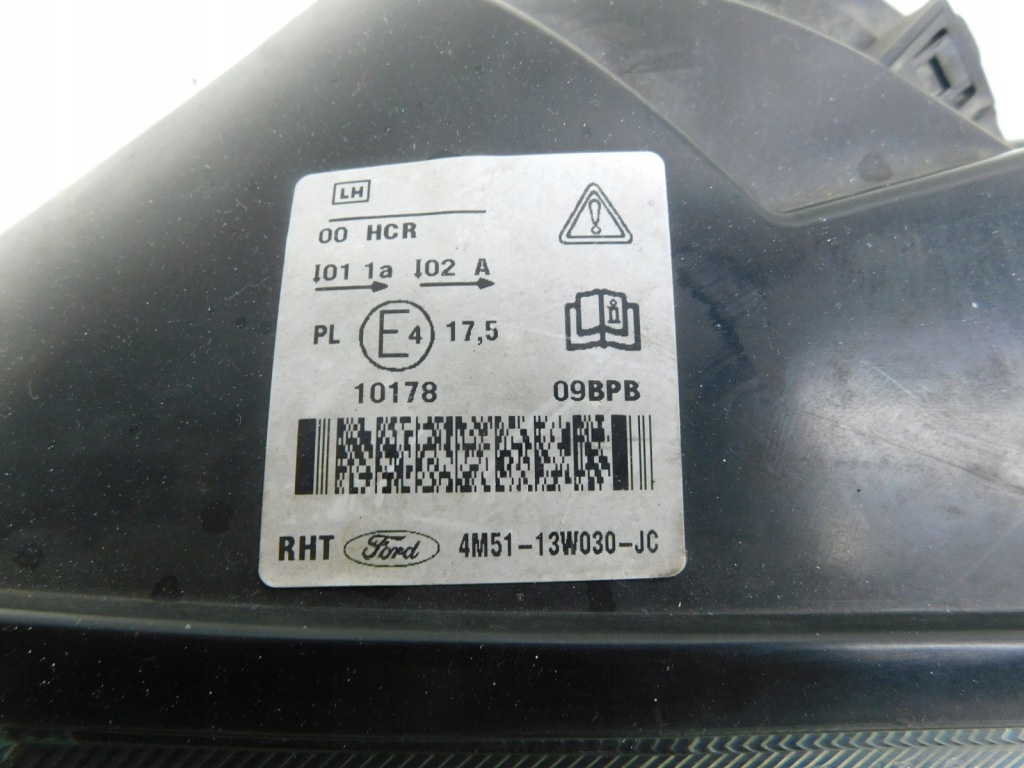 LH
00 HCR
01 1a 02 A
PL E4 17,5
10178 09BPB
RHT Ford 4M51-13W030-JC